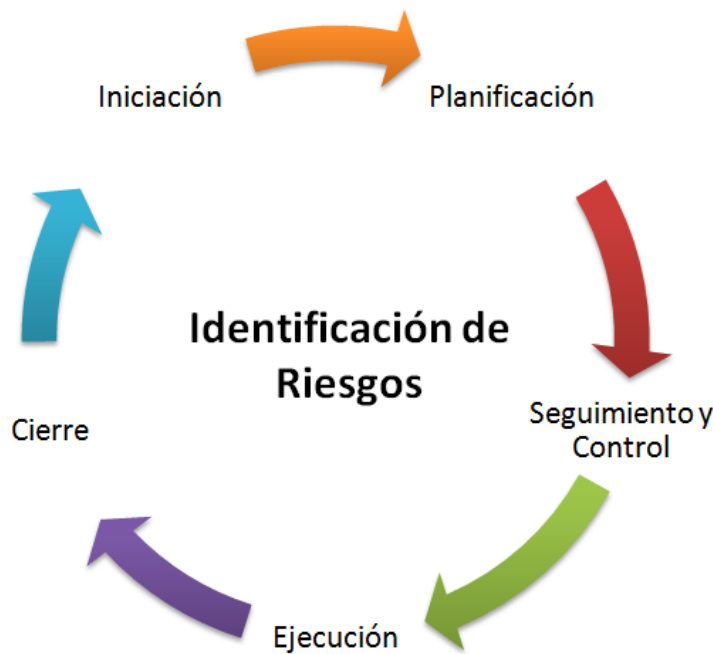 Iniciación
Planificación
Identificación de
Riesgos
Seguimiento y
Control
Cierre
Ejecución